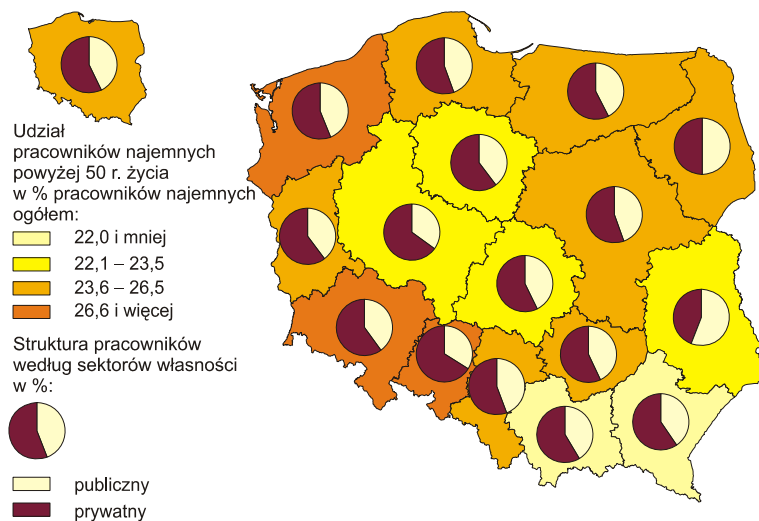 Udział
pracowników najemnych
powyżej 50 r. życia
w % pracowników najemnych
ogółem:
22,0 i mniej
22,1 – 23,5
23,6 – 26,5
26,6 i więcej
Struktura pracowników
według sektorów własności
w %:
publiczny
prywatny